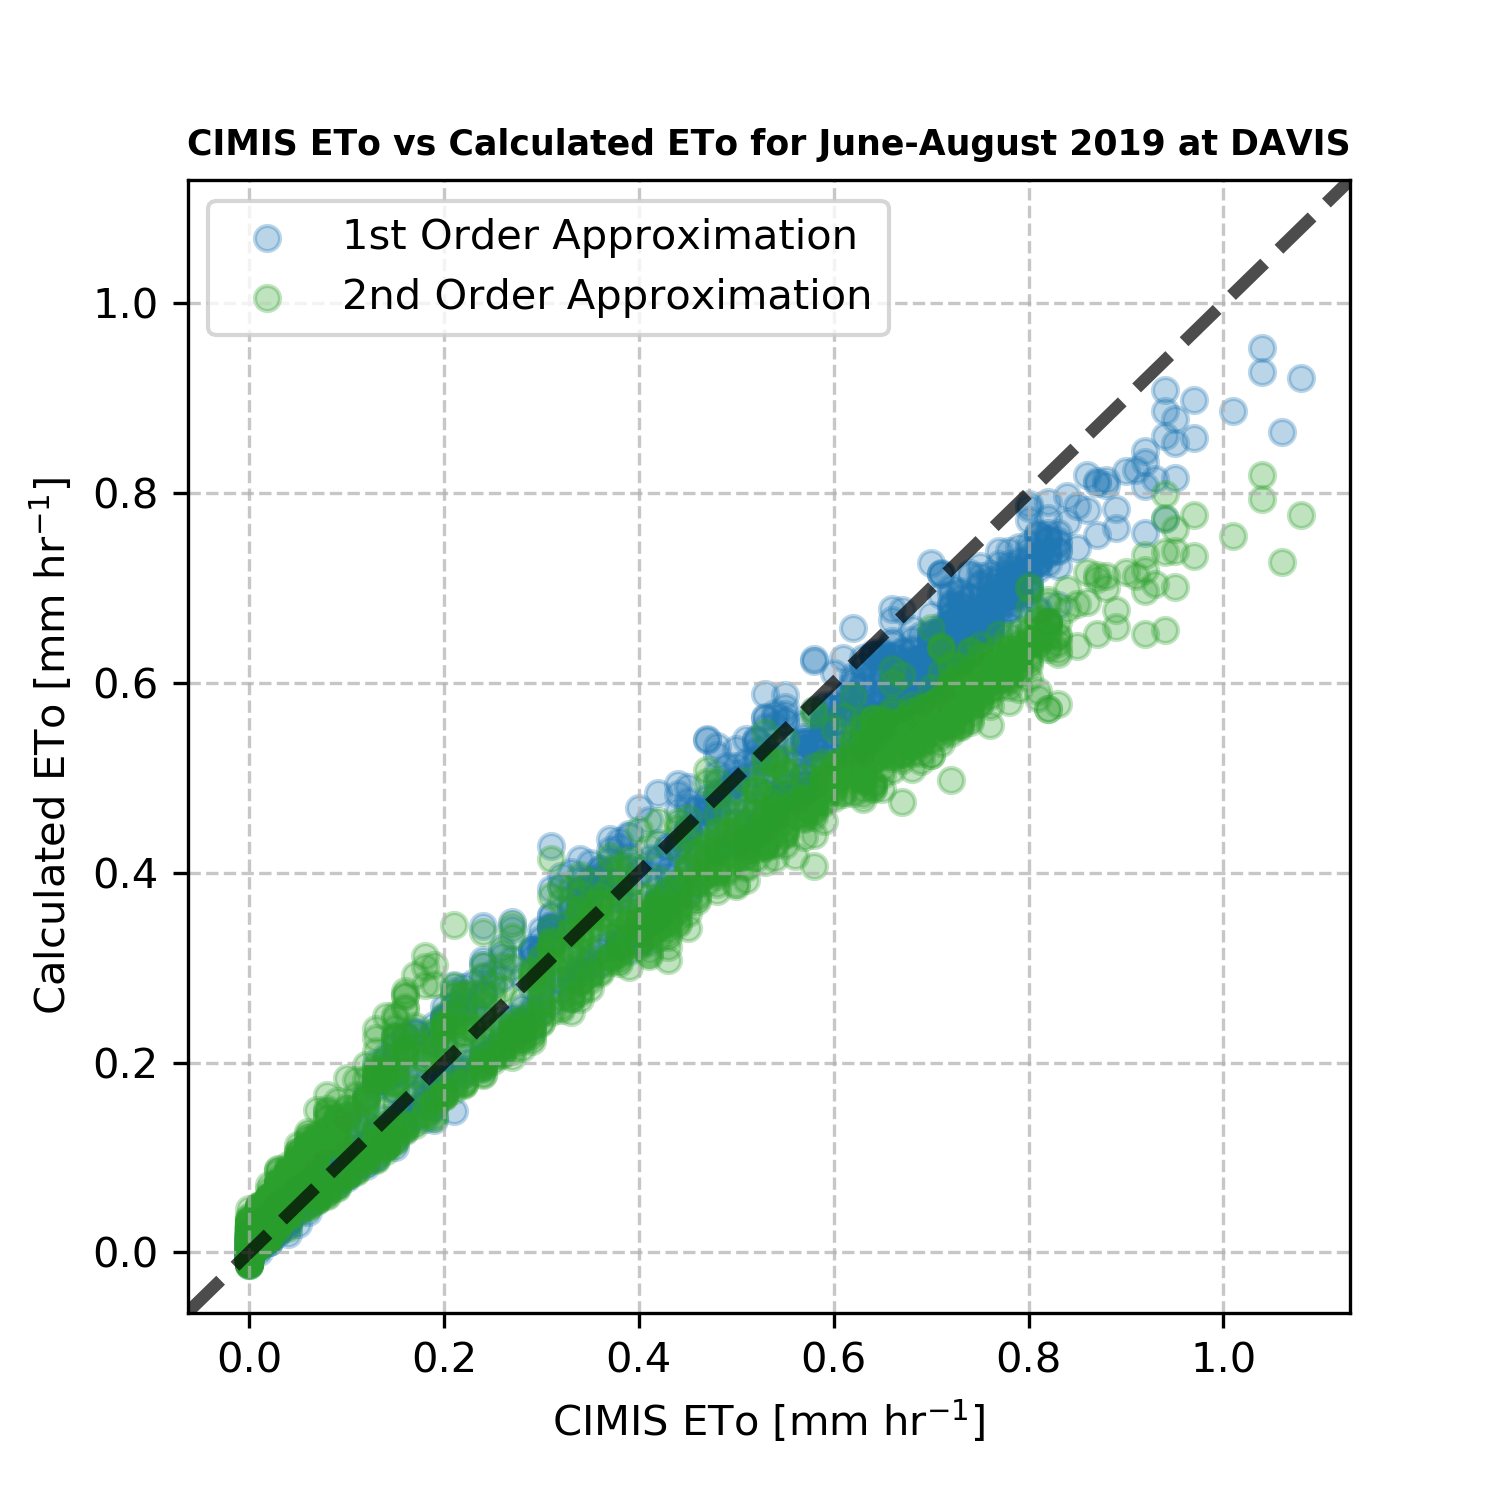 CIMIS ETo vs Calculated ETo for June-August 2019 at DAVIS
1st Order Approximation
2nd Order Approximation
Calculated ETo [mm hr⁻¹]
1.0
0.8
0.6
0.4
0.2
0.0
0.0 0.2 0.4 0.6 0.8 1.0
CIMIS ETo [mm hr⁻¹]